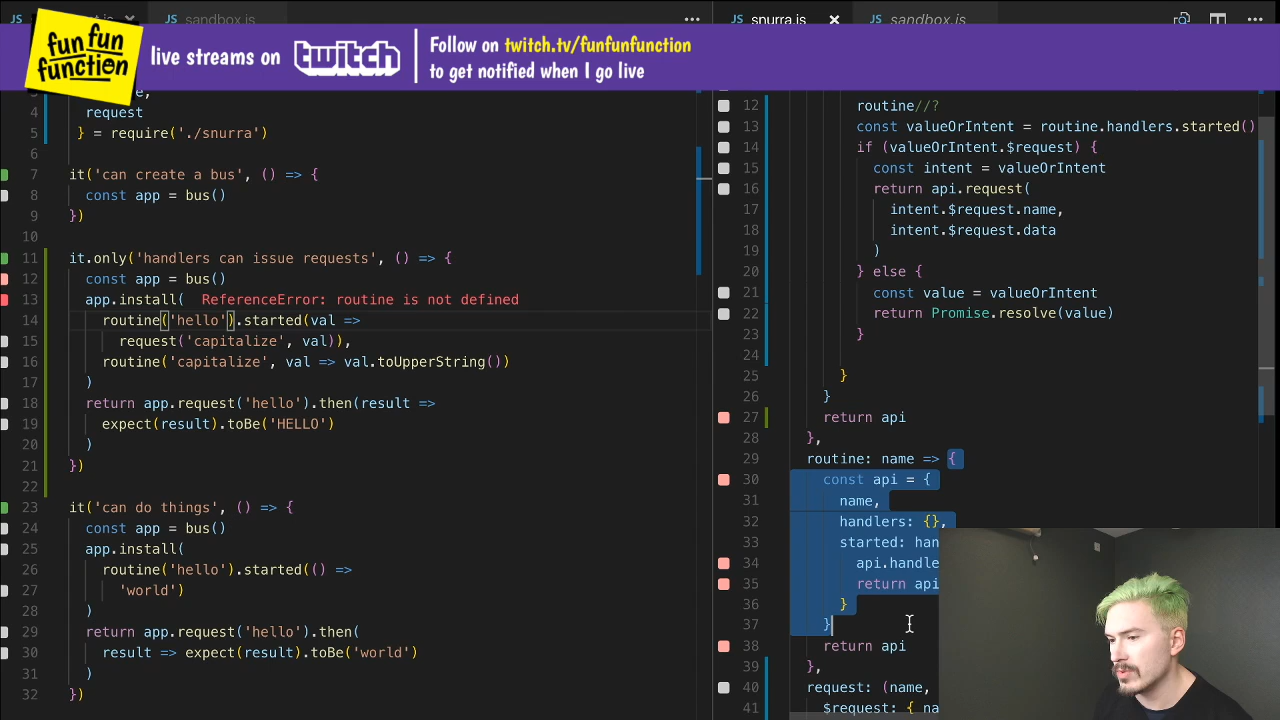 sandbox.js
snurra.js
sandbox.js
fun fun function
live streams on twitch
Follow on twitch.tv/funfunfunction
to get notified when I go live
4 request
5 } = require('./snurra')
6
7 it('can create a bus', () => {
8 const app = bus()
9 })
10
11 it.only('handlers can issue requests', () => {
12 const app = bus()
13 app.install( ReferenceError: routine is not defined
14 routine('hello').started(val =>
15 request('capitalize', val)),
16 routine('capitalize', val => val.toUpperString())
17 )
18 return app.request('hello').then(result =>
19 expect(result).toBe('HELLO')
20 )
21 })
22
23 it('can do things', () => {
24 const app = bus()
25 app.install(
26 routine('hello').started(() =>
27 'world')
28 )
29 return app.request('hello').then(
30 result => expect(result).toBe('world')
31 )
32 })
12 routine//?
13 const valueOrIntent = routine.handlers.started()
14 if (valueOrIntent.$request) {
15 const intent = valueOrIntent
16 return api.request(
17 intent.$request.name,
18 intent.$request.data
19 )
20 } else {
21 const value = valueOrIntent
22 return Promise.resolve(value)
23 }
24
25 }
26 }
27 return api
28 },
29 routine: name => {
30 const api = {
31 name,
32 handlers: {},
33 started: han
34 api.handle
35 return api
36 }
37 }
38 return api
39 },
40 request: (name,
41 $request: { na